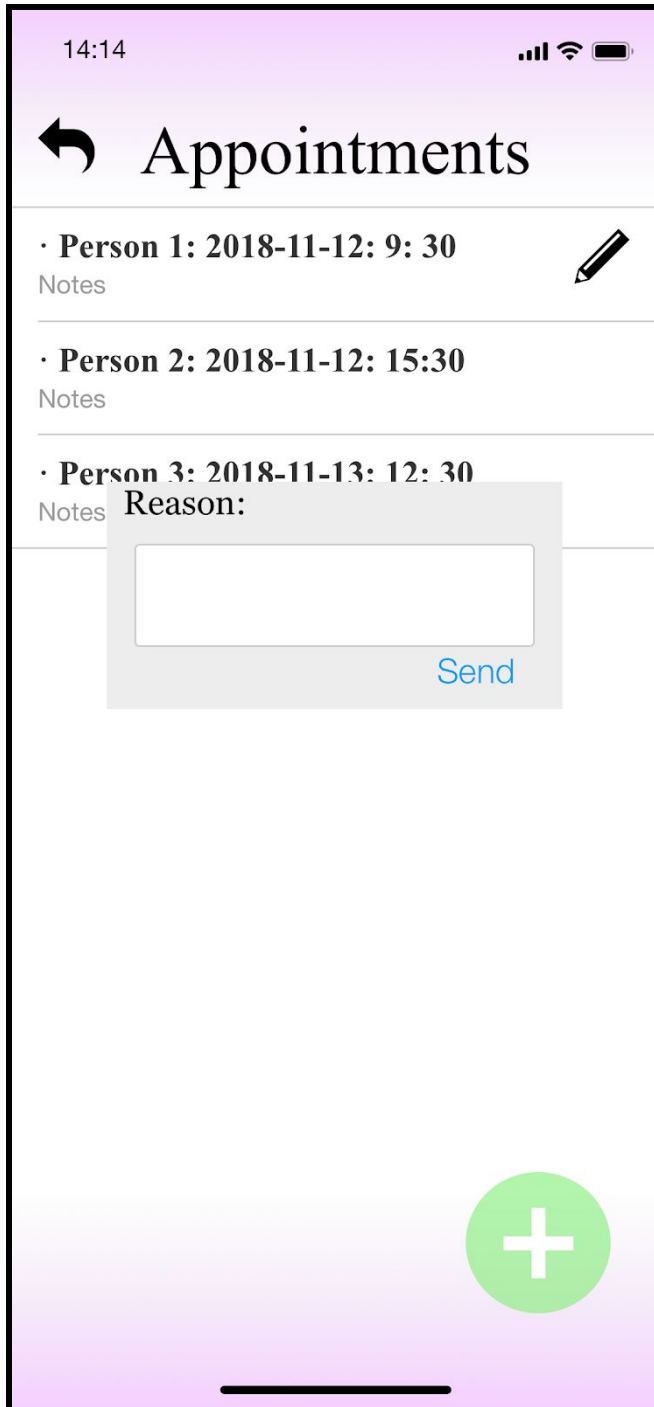 14:14
Appointments
· Person 1: 2018-11-12: 9: 30
Notes
· Person 2: 2018-11-12: 15:30
Notes
· Person 3: 2018-11-13: 12: 30
Notes
Reason:
Send